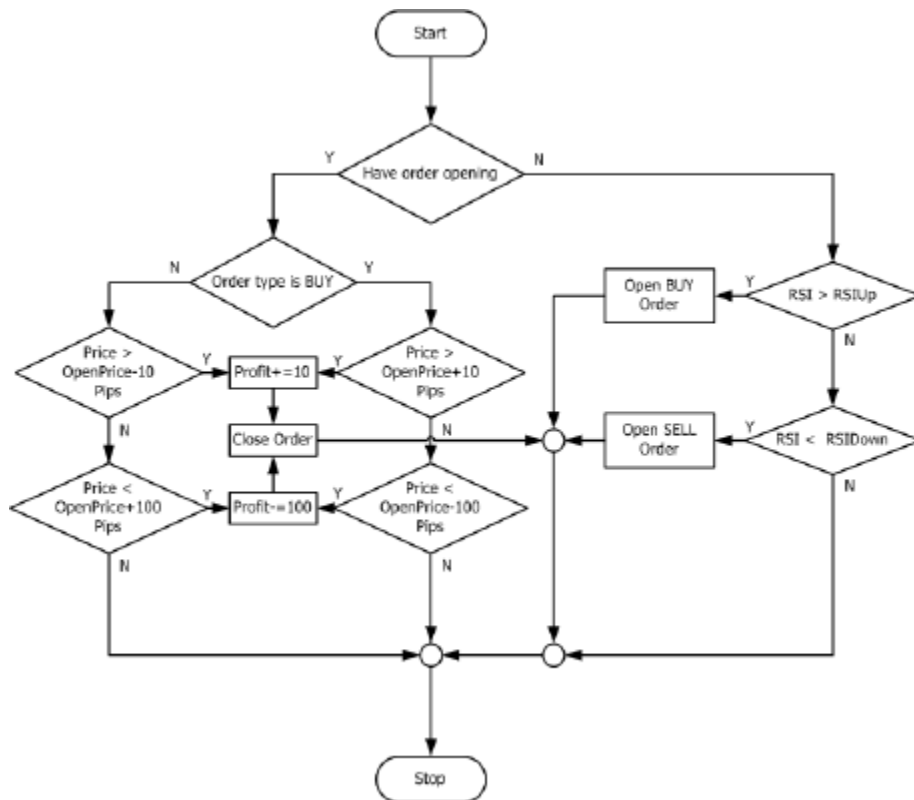 Start
Y
N
Have order opening
N
Order type is BUY
Y
Open BUY
Order
Y
RSI > RSIUp
N
Price >
OpenPrice-10
Pips
Y
Profit+=10
Y
Price >
OpenPrice+10
Pips
N
Close Order
N
Open SELL
Order
Y
RSI < RSIDown
N
Price <
OpenPrice+100
Pips
Y
Profit-=100
Y
Price <
OpenPrice-100
Pips
N
N
Stop